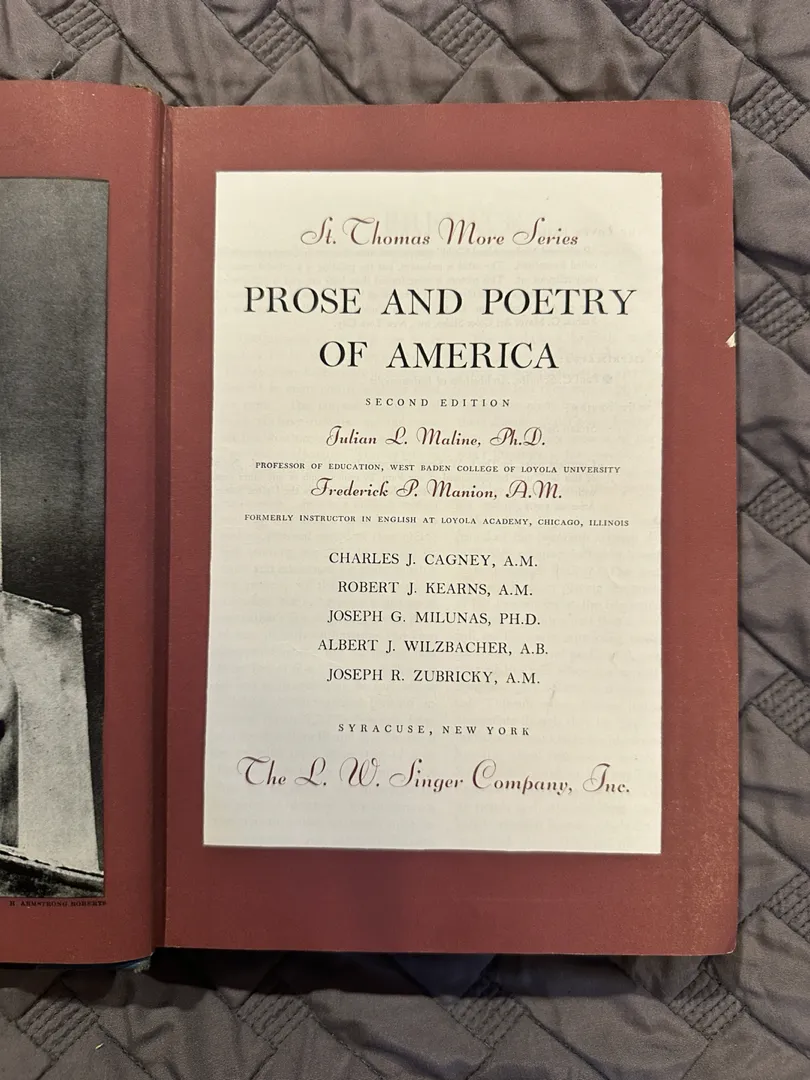 St. Thomas More Series
PROSE AND POETRY
OF AMERICA
SECOND EDITION
Julian L. Maline, Ph.D.
PROFESSOR OF EDUCATION, WEST BADEN COLLEGE OF LOYOLA UNIVERSITY
Frederick P. Manion, A.M.
FORMERLY INSTRUCTOR IN ENGLISH AT LOYOLA ACADEMY, CHICAGO, ILLINOIS
CHARLES J. CAGNEY, A.M.
ROBERT J. KEARNS, A.M.
JOSEPH G. MILUNAS, PH.D.
ALBERT J. WILZBACHER, A.B.
JOSEPH R. ZUBRICKY, A.M.
SYRACUSE, NEW YORK
The L. W. Singer Company, Inc.
ARMSTRONG ROBERTS